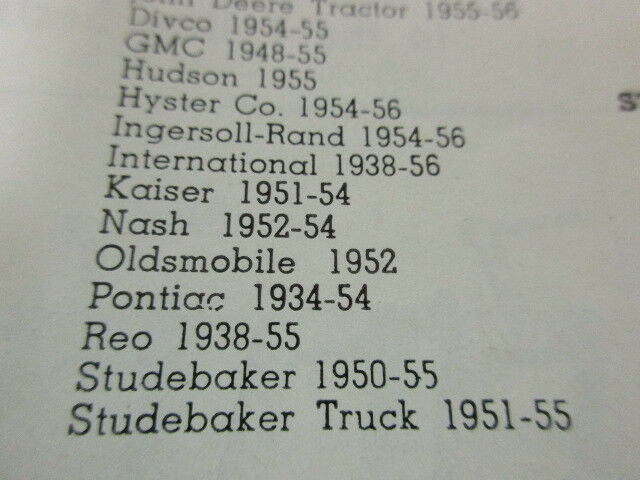 John Deere Tractor 1955-56
Divco 1954-55
GMC 1948-55
Hudson 1955
Hyster Co. 1954-56
Ingersoll-Rand 1954-56
International 1938-56
Kaiser 1951-54
Nash 1952-54
Oldsmobile 1952
Pontiac 1934-54
Reo 1938-55
Studebaker 1950-55
Studebaker Truck 1951-55